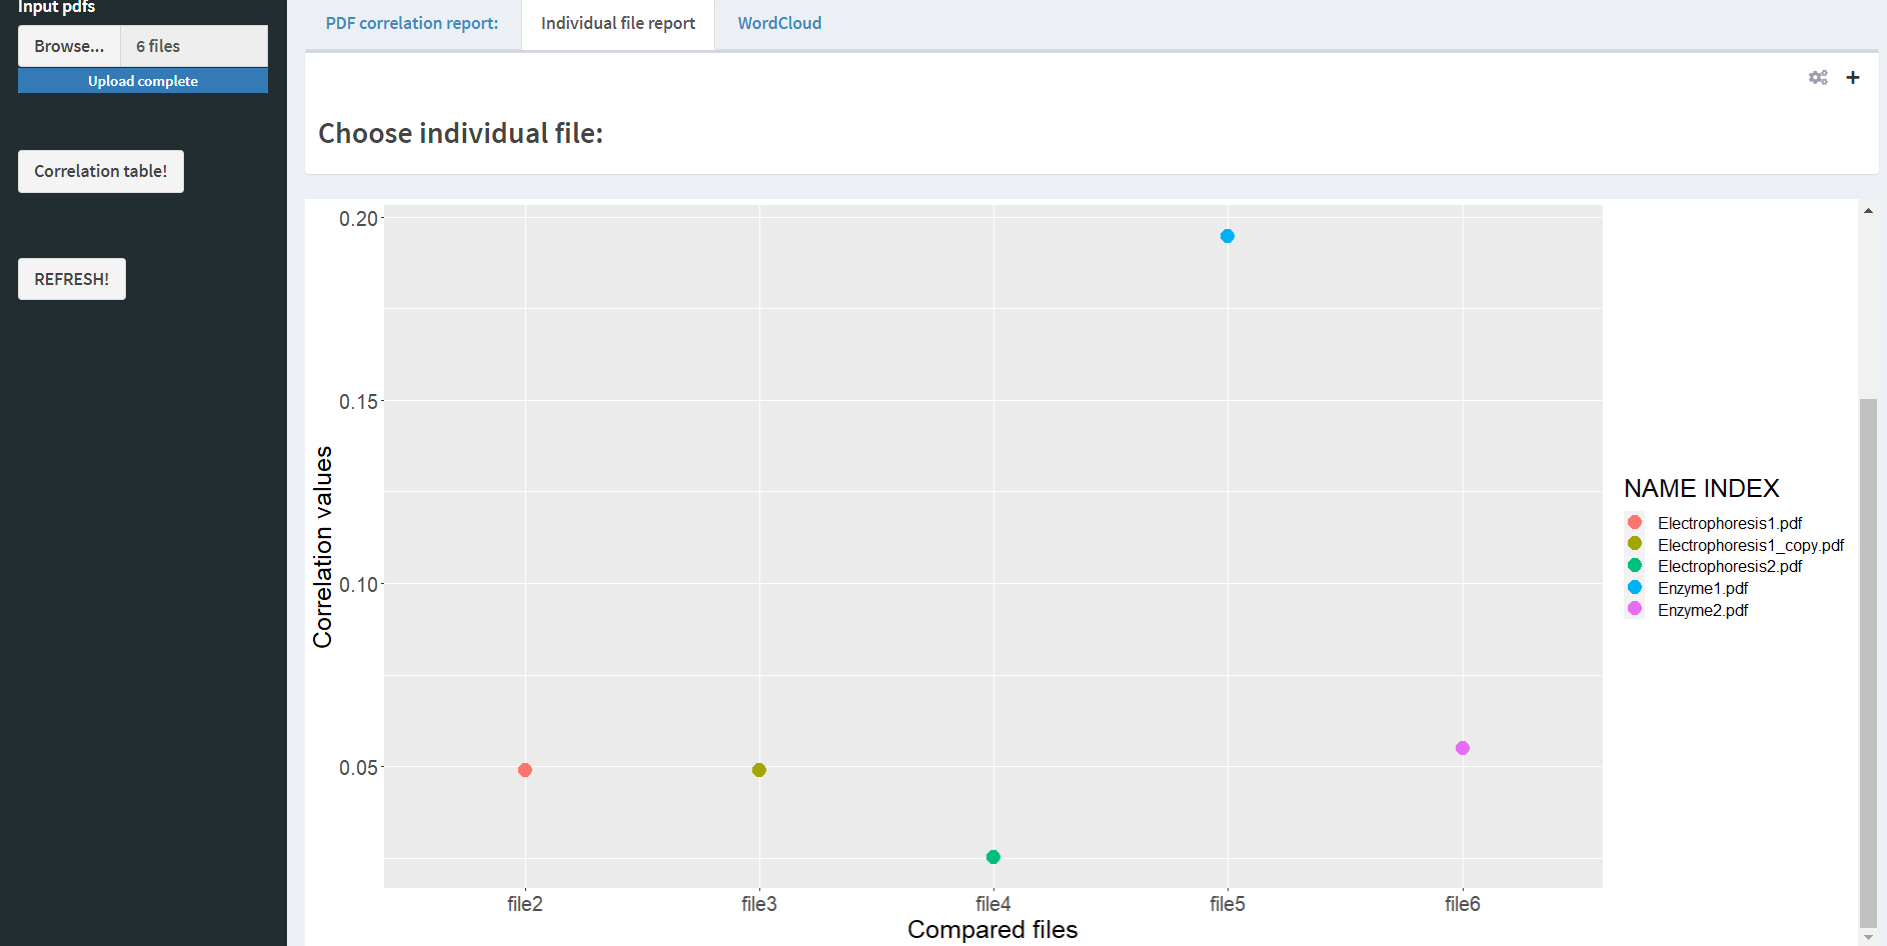 Input pdfs
Browse... 6 files
Upload complete
Correlation table!
REFRESH!
PDF correlation report: Individual file report WordCloud
Choose individual file:
0.20
0.15
0.10
0.05
Correlation values
file2 file3 file4 file5 file6
Compared files
NAME INDEX
Electrophoresis1.pdf
Electrophoresis1_copy.pdf
Electrophoresis2.pdf
Enzyme1.pdf
Enzyme2.pdf